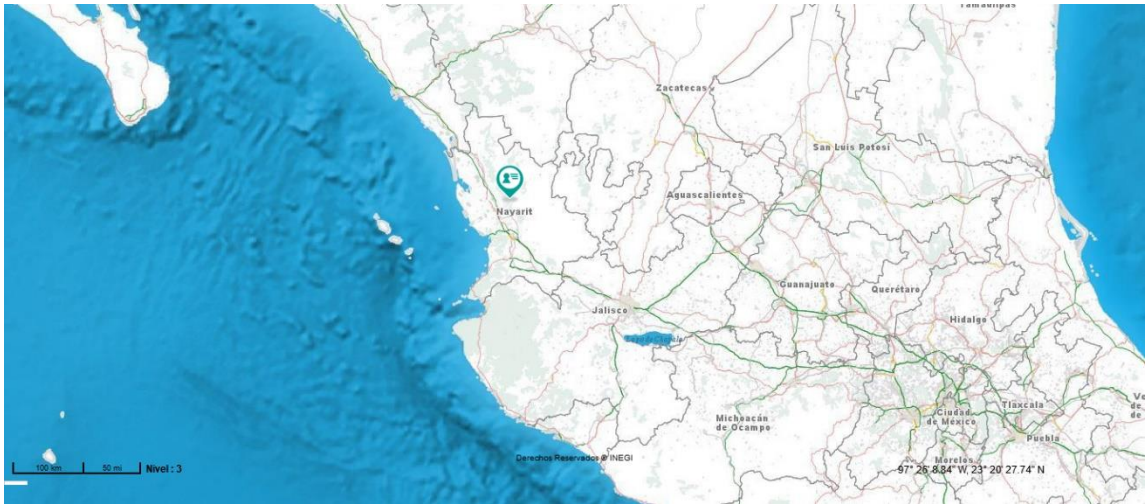 Tamaulipas
Zacatecas
San Luis Potosí
Aguascalientes
Nayarit
Guanajuato
Querétaro
Jalisco
Hidalgo
Tlaxcala
Ciudad
de México
Michoacán
de Ocampo
Puebla
Morelos
Derechos Reservados @ INEGI
100 km 50 mi Nivel : 3
97° 26' 8.84" W, 23° 20' 27.74" N